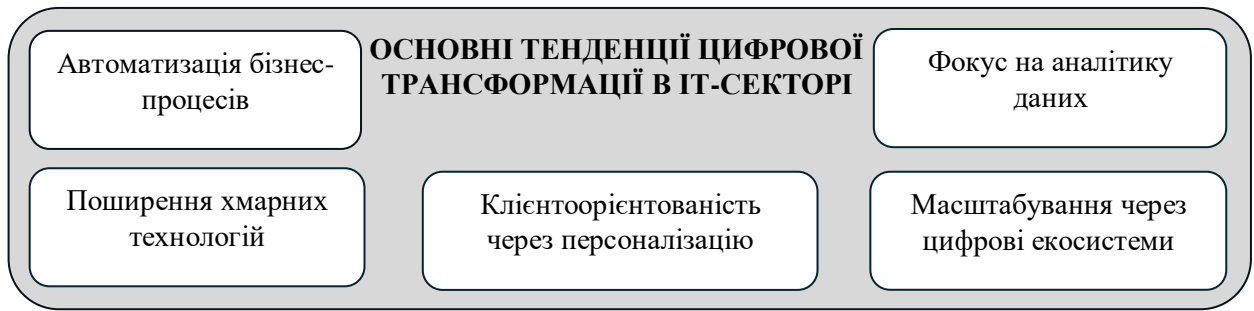 ОСНОВНІ ТЕНДЕНЦІЇ ЦИФРОВОЇ
ТРАНСФОРМАЦІЇ В ІТ-СЕКТОРІ
Автоматизація бізнес-
процесів
Фокус на аналітику
даних
Поширення хмарних
технологій
Клієнтоорієнтованість
через персоналізацію
Масштабування через
цифрові екосистеми